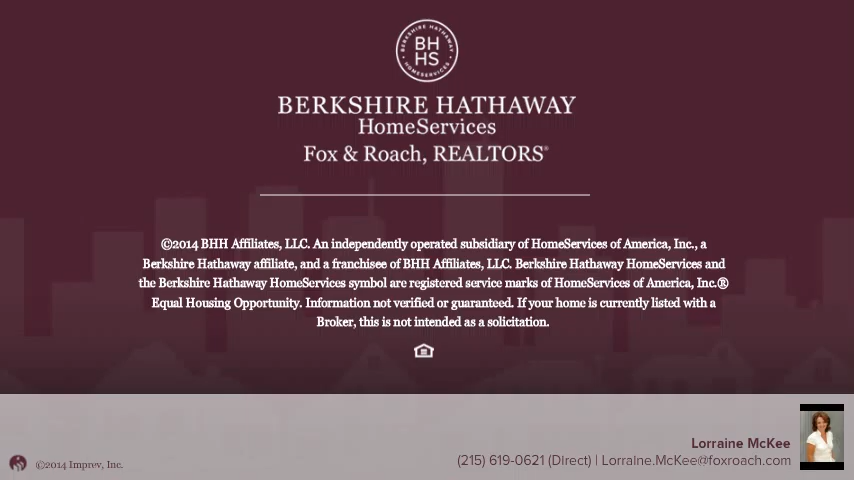 BERKSHIRE HATHAWAY
BH
HS
HOMESERVICES
BERKSHIRE HATHAWAY
HomeServices
Fox & Roach, REALTORS®
©2014 BHH Affiliates, LLC. An independently operated subsidiary of HomeServices of America, Inc., a
Berkshire Hathaway affiliate, and a franchisee of BHH Affiliates, LLC. Berkshire Hathaway HomeServices and
the Berkshire Hathaway HomeServices symbol are registered service marks of HomeServices of America, Inc.®
Equal Housing Opportunity. Information not verified or guaranteed. If your home is currently listed with a
Broker, this is not intended as a solicitation.
Lorraine McKee
(215) 619-0621 (Direct) | Lorraine.McKee@foxroach.com
©2014 Imprev, Inc.